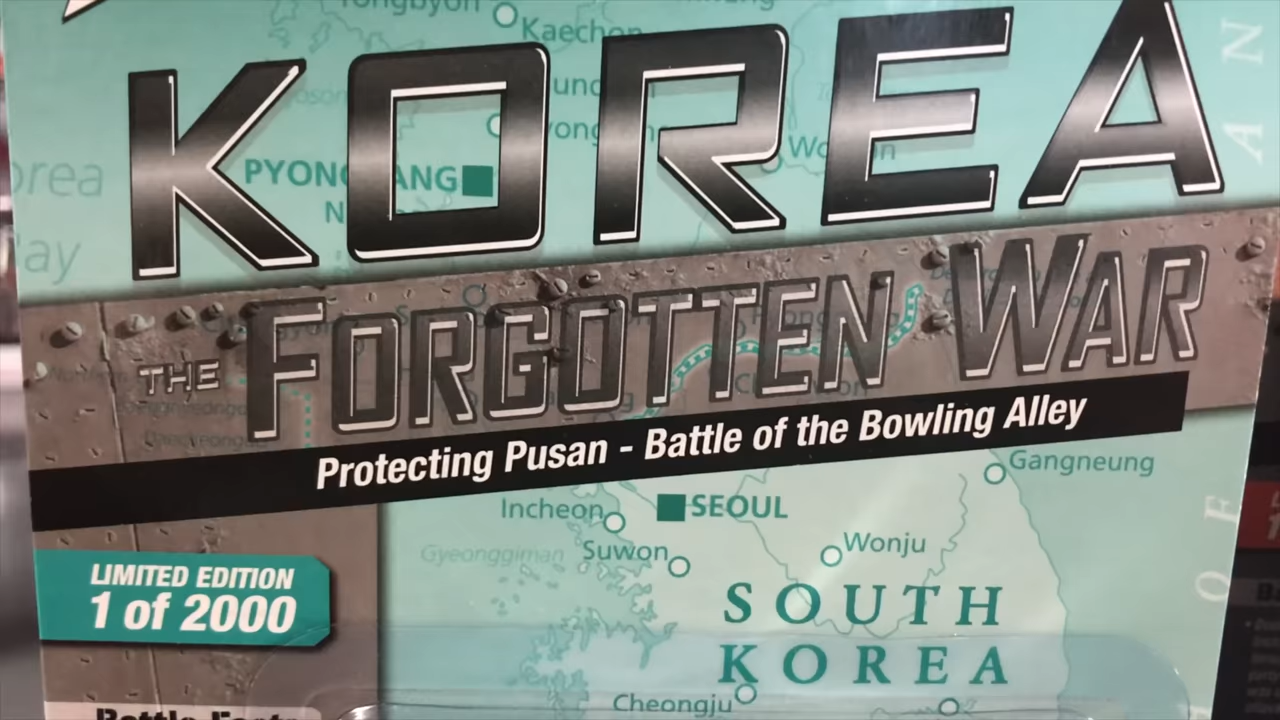 Kaechon
KOREA
PYONGYANG
THE FORGOTTEN WAR
Protecting Pusan - Battle of the Bowling Alley
Gangneung
Incheon
SEOUL
Gyeonggiman
Suwon
Wonju
LIMITED EDITION
1 of 2000
SOUTH
KOREA
Cheongju